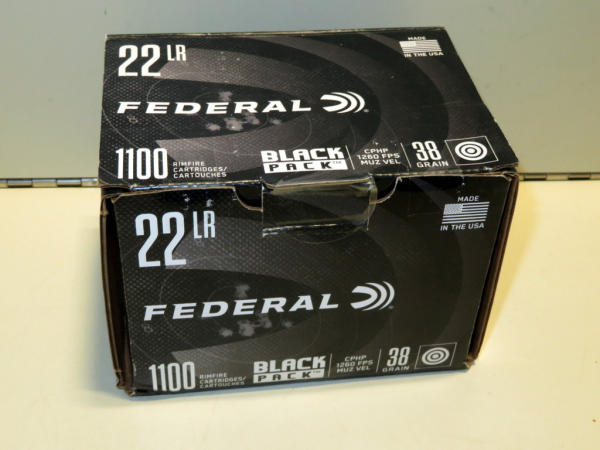 22 LR
MADE
IN THE USA
FEDERAL
1100 RIMFIRE CARTRIDGES/ CARTOUCHES
BLACK PACK™
CPHP 1260 FPS MUZ VEL
38 GRAIN
22 LR
MADE
IN THE USA
FEDERAL
1100 RIMFIRE CARTRIDGES/ CARTOUCHES
BLACK PACK™
CPHP 1260 FPS MUZ VEL
38 GRAIN